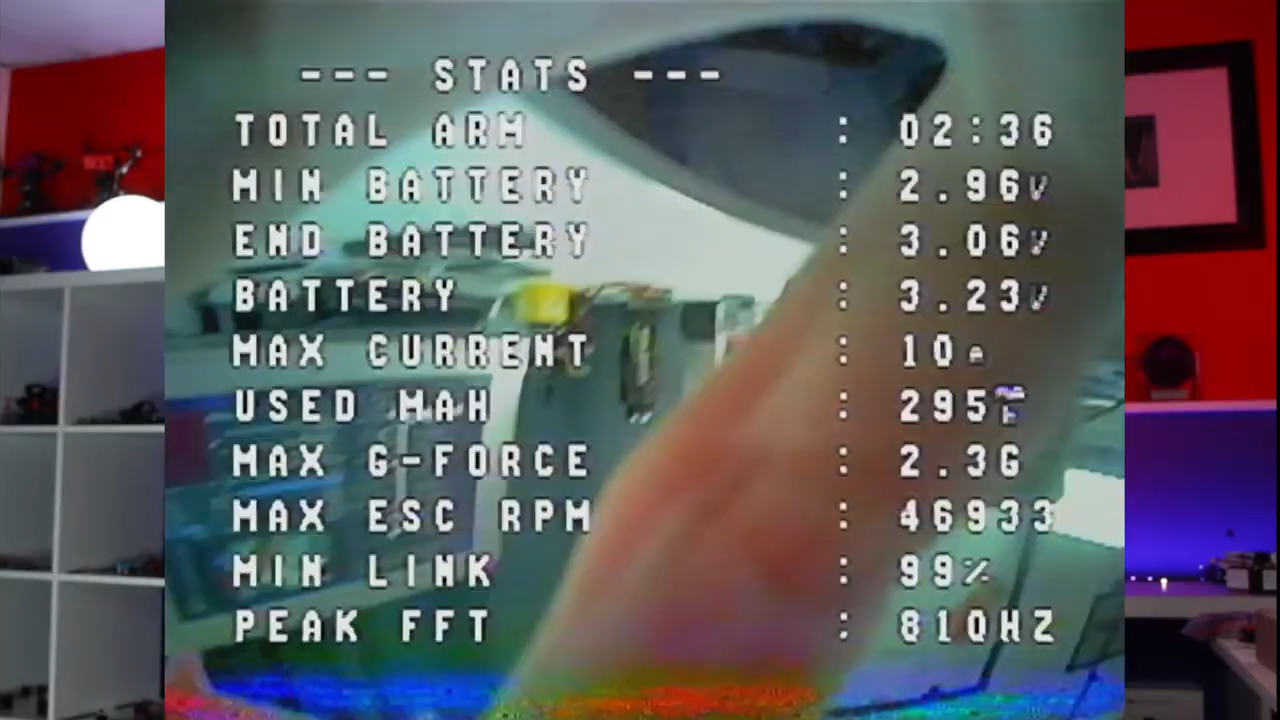 --- STATS ---
TOTAL ARM : 02:36
MIN BATTERY : 2.96V
END BATTERY : 3.06V
BATTERY : 3.23V
MAX CURRENT : 10A
USED MAH : 295
MAX G-FORCE : 2.3G
MAX ESC RPM : 46933
MIN LINK : 99%
PEAK FFT : 810HZ